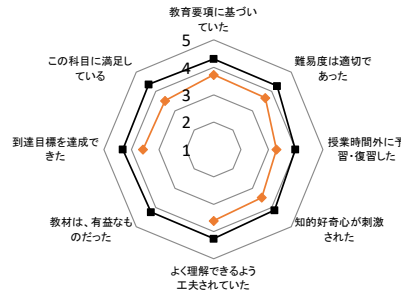 教育要項に基づい
ていた
難易度は適切で
あった
授業時間外に予
習・復習した
知的好奇心が刺激
された
よく理解できるよう
工夫されていた
教材は、有益なも
のだった
到達目標を達成で
きた
この科目に満足し
ている
5
4
3
2
1